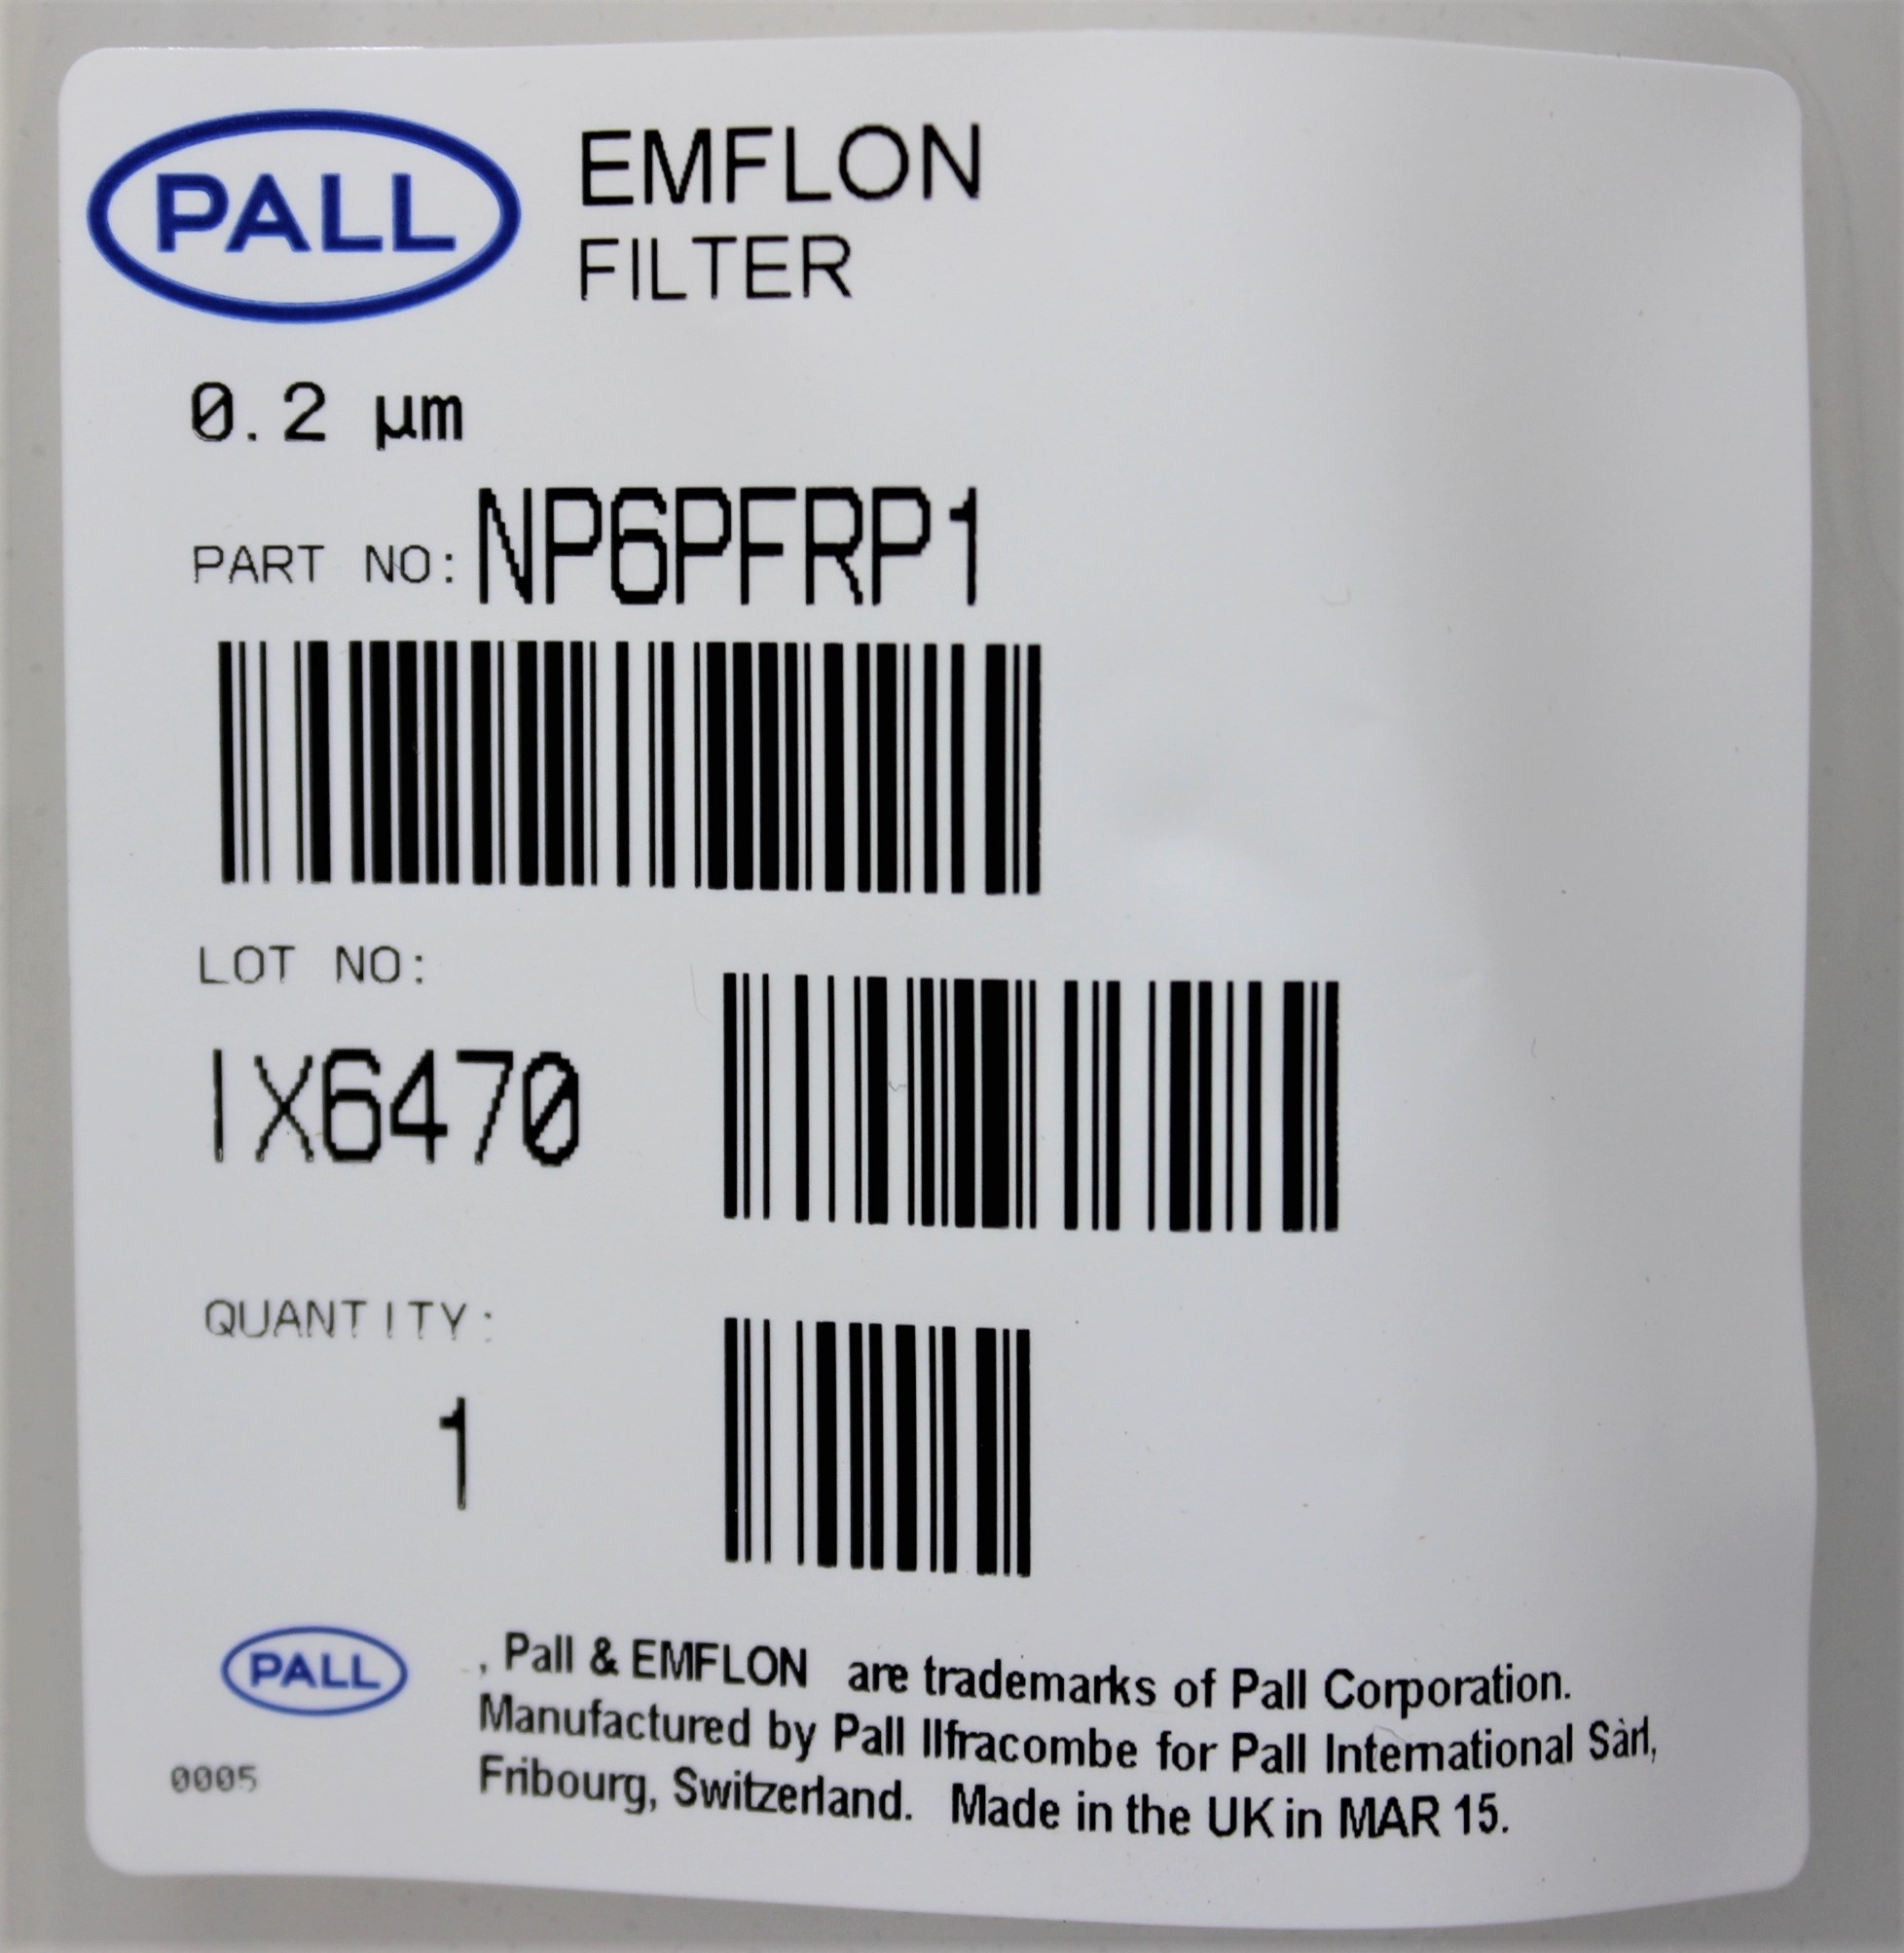 PALL
EMFLON
FILTER
0.2 µm
PART NO: NP6PFRP1
LOT NO:
IX6470
QUANTITY:
1
PALL
, Pall & EMFLON are trademarks of Pall Corporation.
Manufactured by Pall Ilfracombe for Pall International Sàrl,
Fribourg, Switzerland. Made in the UK in MAR 15.
0005